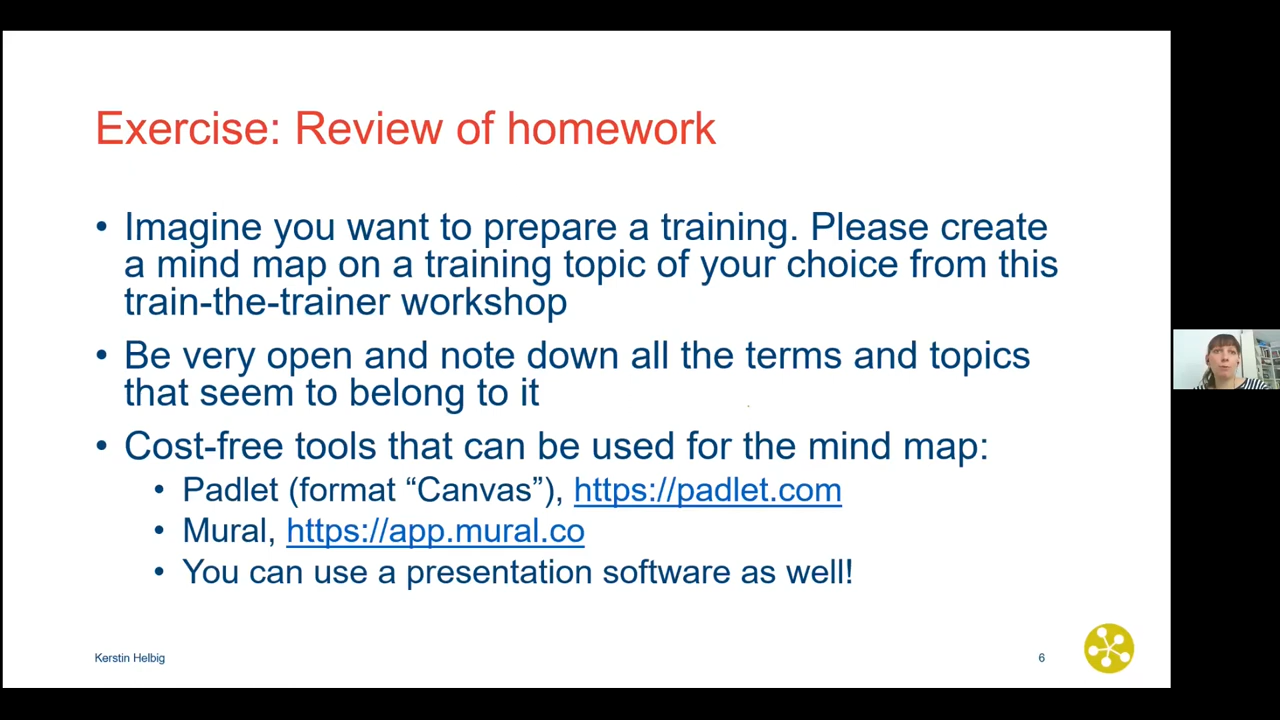 Exercise: Review of homework
• Imagine you want to prepare a training. Please create
a mind map on a training topic of your choice from this
train-the-trainer workshop
• Be very open and note down all the terms and topics
that seem to belong to it
• Cost-free tools that can be used for the mind map:
• Padlet (format “Canvas”), https://padlet.com
• Mural, https://app.mural.co
• You can use a presentation software as well!
Kerstin Helbig
6